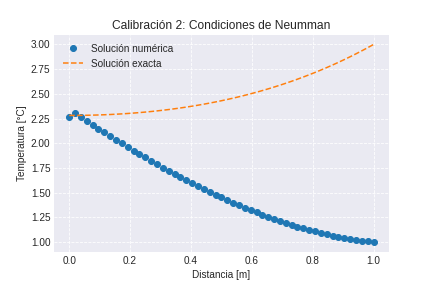 Calibración 2: Condiciones de Neumman
Solución numérica
Solución exacta
Temperatura [°C]
3.00
2.75
2.50
2.25
2.00
1.75
1.50
1.25
1.00
0.0 0.2 0.4 0.6 0.8 1.0
Distancia [m]